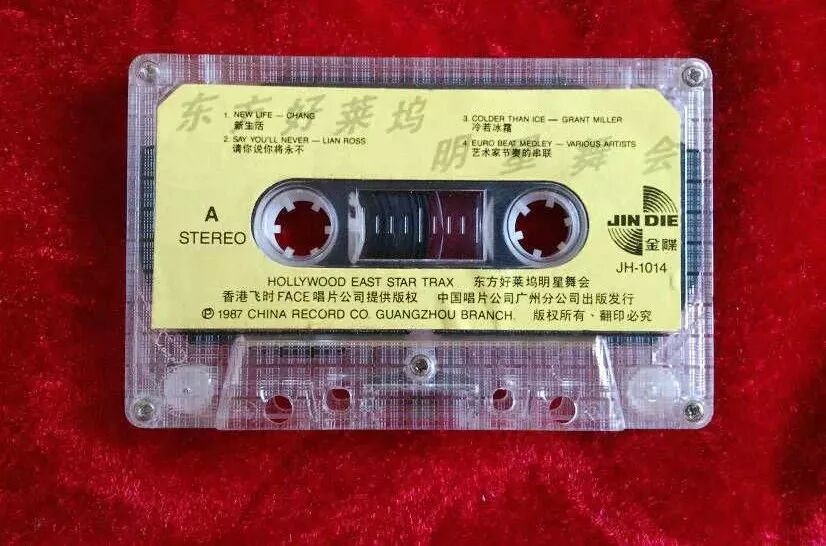 东方好莱坞
明星舞会
1. NEW LIFE — CHANG
新生活
2. SAY YOU'LL NEVER — LIAN ROSS
请你说你将永不
3. COLDER THAN ICE — GRANT MILLER
冷若冰霜
4. EURO BEAT MEDLEY — VARIOUS ARTISTS
艺术家节奏的串联
A
STEREO
JIN DIE
金碟
JH-1014
HOLLYWOOD EAST STAR TRAX 东方好莱坞明星舞会
香港飞时FACE唱片公司提供版权 中国唱片公司广州分公司出版发行
Ⓟ 1987 CHINA RECORD CO. GUANGZHOU BRANCH. 版权所有、翻印必究